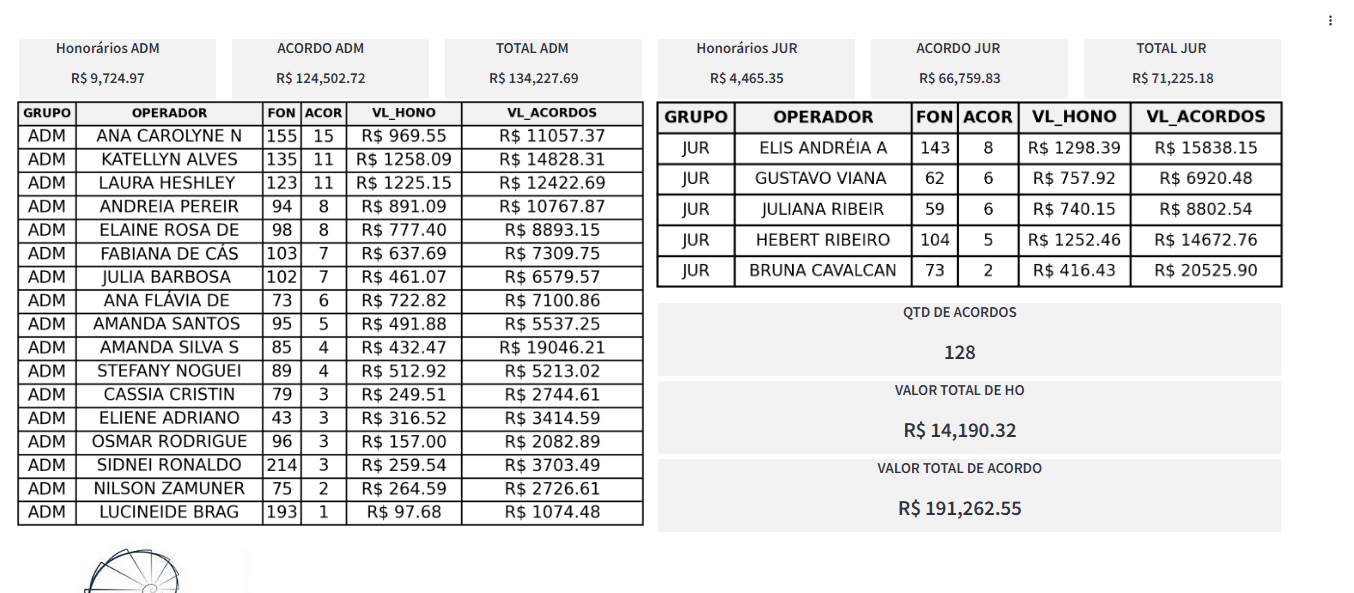 Honorários ADM
R$ 9,724.97
ACORDO ADM
R$ 124,502.72
TOTAL ADM
R$ 134,227.69
Honorários JUR
R$ 4,465.35
ACORDO JUR
R$ 66,759.83
TOTAL JUR
R$ 71,225.18
GRUPO OPERADOR FON ACOR VL_HONO VL_ACORDOS
ADM ANA CAROLYNE N 155 15 R$ 969.55 R$ 11057.37
ADM KATELLYN ALVES 135 11 R$ 1258.09 R$ 14828.31
ADM LAURA HESHLEY 123 11 R$ 1225.15 R$ 12422.69
ADM ANDREIA PEREIR 94 8 R$ 891.09 R$ 10767.87
ADM ELAINE ROSA DE 98 8 R$ 777.40 R$ 8893.15
ADM FABIANA DE CÁS 103 7 R$ 637.69 R$ 7309.75
ADM JULIA BARBOSA 102 7 R$ 461.07 R$ 6579.57
ADM ANA FLÁVIA DE 73 6 R$ 722.82 R$ 7100.86
ADM AMANDA SANTOS 95 5 R$ 491.88 R$ 5537.25
ADM AMANDA SILVA S 85 4 R$ 432.47 R$ 19046.21
ADM STEFANY NOGUEI 89 4 R$ 512.92 R$ 5213.02
ADM CASSIA CRISTIN 79 3 R$ 249.51 R$ 2744.61
ADM ELIENE ADRIANO 43 3 R$ 316.52 R$ 3414.59
ADM OSMAR RODRIGUE 96 3 R$ 157.00 R$ 2082.89
ADM SIDNEI RONALDO 214 3 R$ 259.54 R$ 3703.49
ADM NILSON ZAMUNER 75 2 R$ 264.59 R$ 2726.61
ADM LUCINEIDE BRAG 193 1 R$ 97.68 R$ 1074.48
GRUPO OPERADOR FON ACOR VL_HONO VL_ACORDOS
JUR ELIS ANDRÉIA A 143 8 R$ 1298.39 R$ 15838.15
JUR GUSTAVO VIANA 62 6 R$ 757.92 R$ 6920.48
JUR JULIANA RIBEIR 59 6 R$ 740.15 R$ 8802.54
JUR HEBERT RIBEIRO 104 5 R$ 1252.46 R$ 14672.76
JUR BRUNA CAVALCAN 73 2 R$ 416.43 R$ 20525.90
QTD DE ACORDOS
128
VALOR TOTAL DE HO
R$ 14,190.32
VALOR TOTAL DE ACORDO
R$ 191,262.55